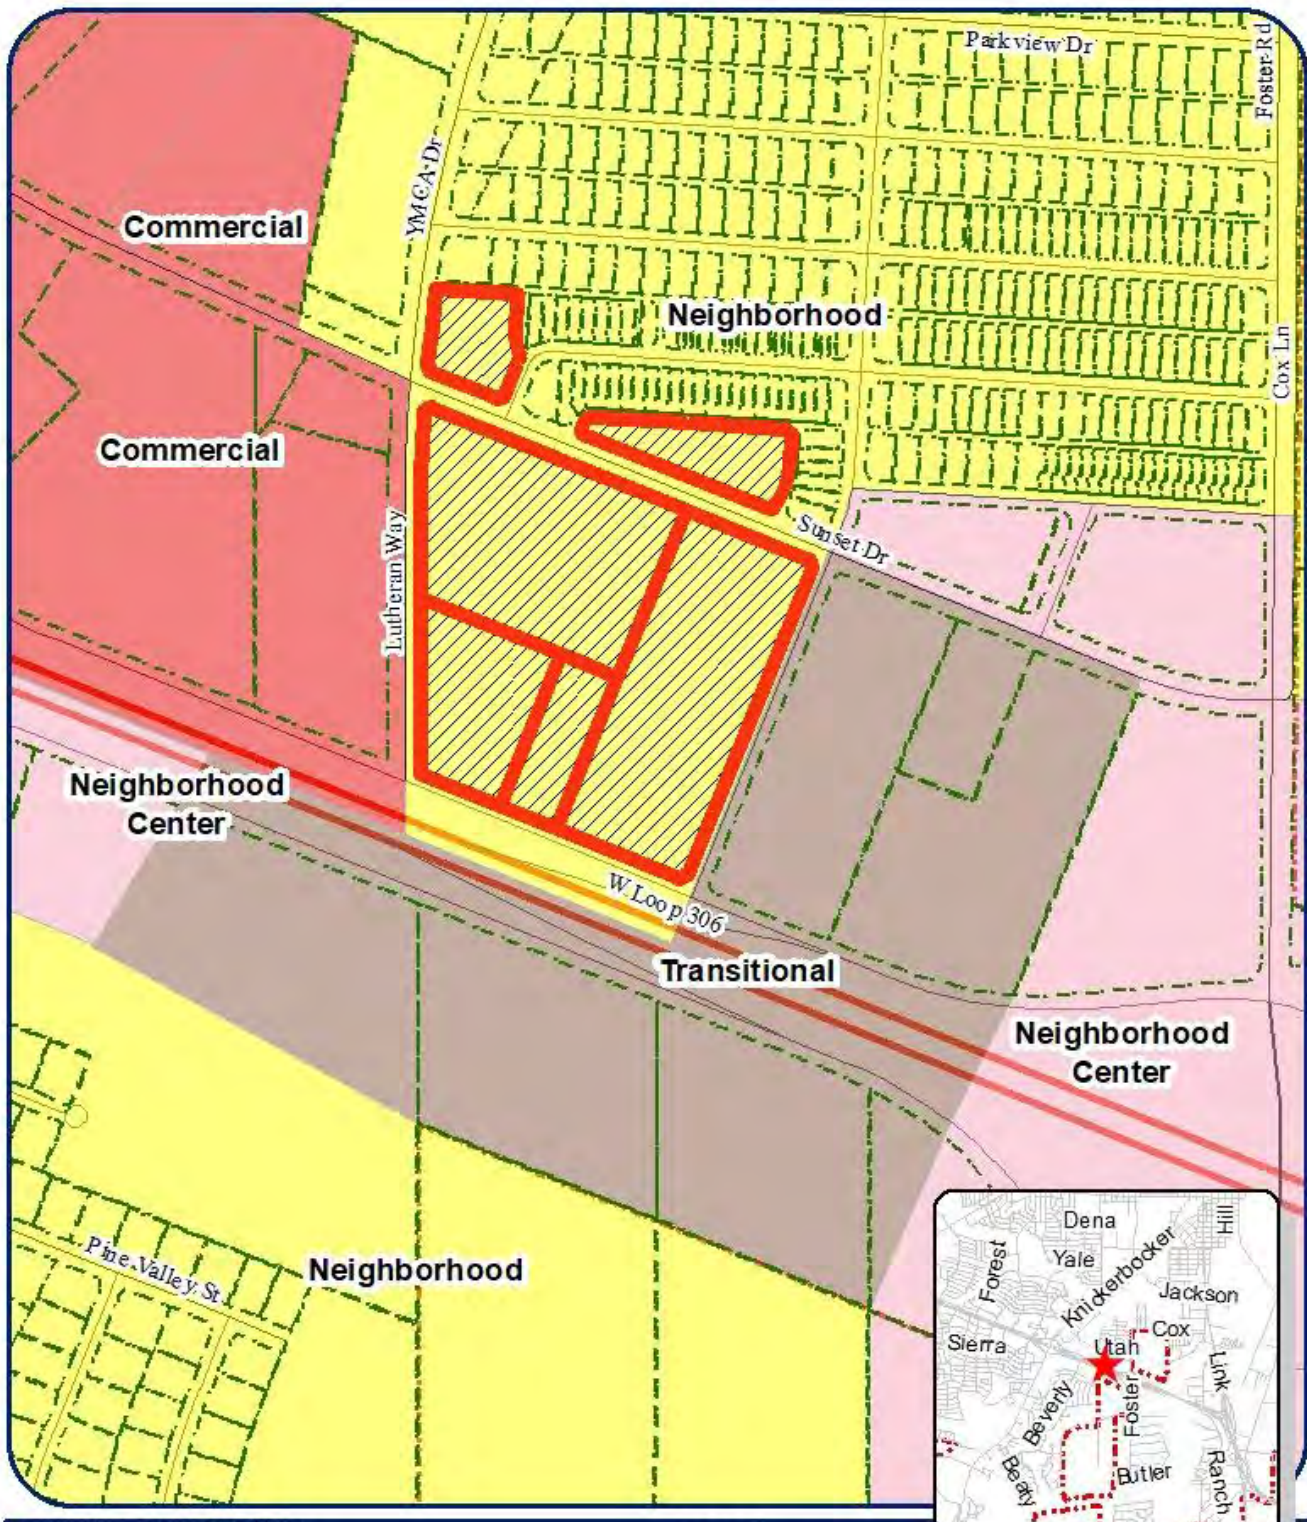 Parkview Dr
Foster Rd
YMCA Dr
Commercial
Neighborhood
Cox Ln
Commercial
Sunset Dr
Lutheran Way
Neighborhood
Center
W Loop 306
Transitional
Neighborhood
Center
Pine Valley St
Neighborhood
Dena
Hill
Forest
Yale
Knickerbocker
Jackson
Sierra
Utah
Cox
Link
Beverly
Foster
Beaty
Butler
Ranch